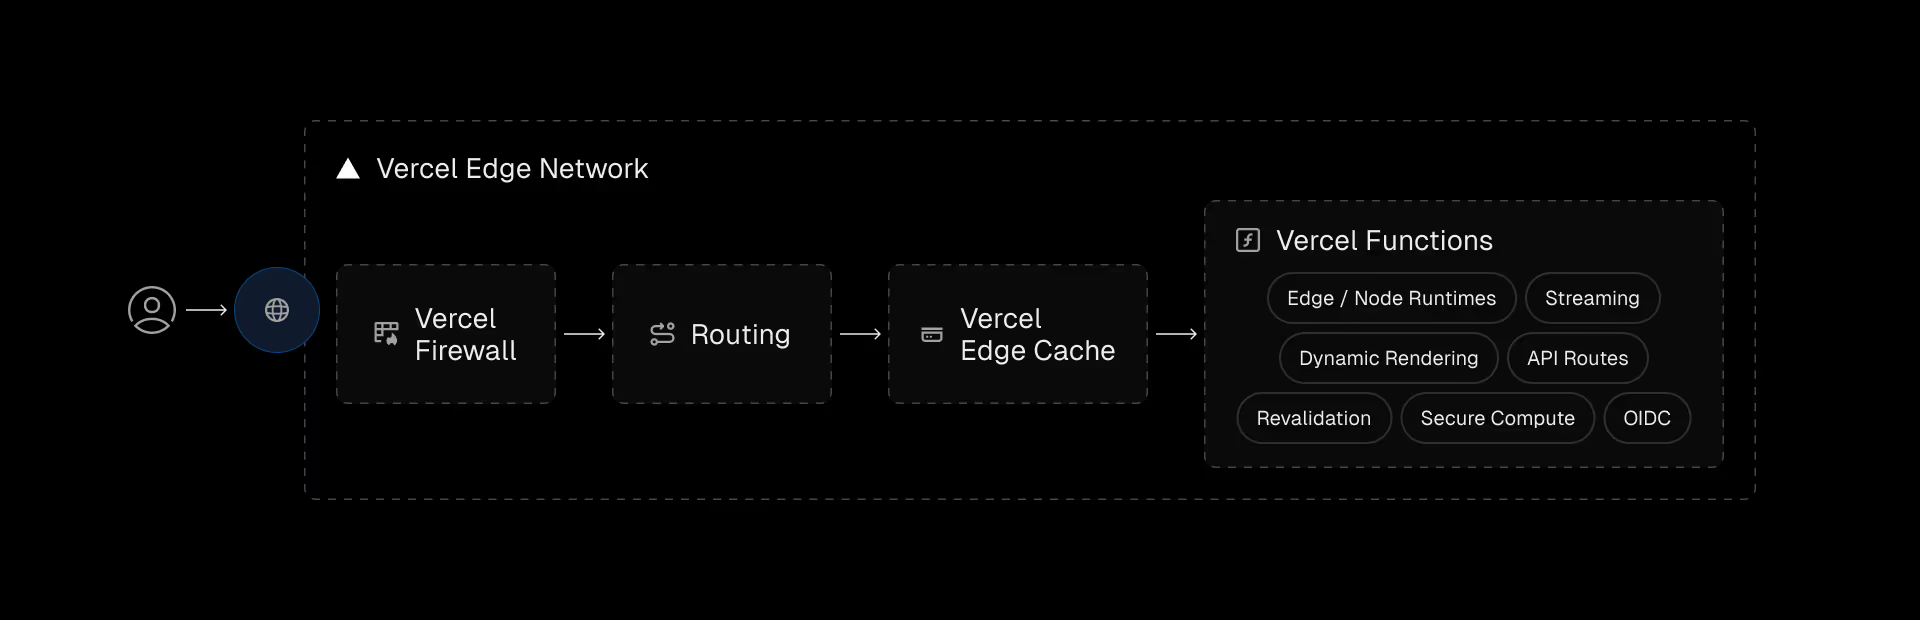 Vercel Edge Network
Vercel
Firewall
Routing
Vercel
Edge Cache
Vercel Functions
Edge / Node Runtimes
Streaming
Dynamic Rendering
API Routes
Revalidation
Secure Compute
OIDC